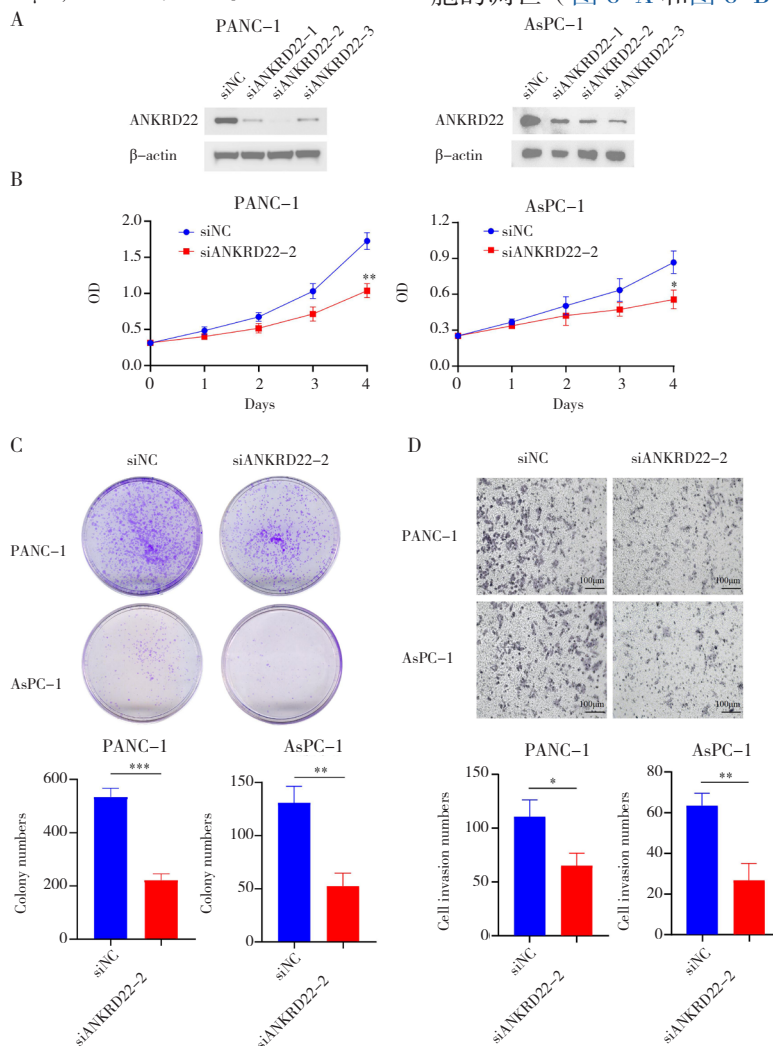 胞的调
A
PANC-1
AsPC-1
siNC
siANKRD22-1
siANKRD22-2
siANKRD22-3
siNC
siANKRD22-1
siANKRD22-2
siANKRD22-3
ANKRD22
ANKRD22
β-actin
β-actin
B
PANC-1
AsPC-1
siNC
siANKRD22-2
siNC
siANKRD22-2
OD
2.0
1.5
1.0
0.5
0.0
**
0 1 2 3 4
Days
OD
1.2
0.9
0.6
0.3
0.0
*
0 1 2 3 4
Days
C
siNC siANKRD22-2
PANC-1
AsPC-1
D
siNC siANKRD22-2
PANC-1
100μm
100μm
AsPC-1
100μm
100μm
PANC-1
***
Colony numbers
600
400
200
0
siNC
siANKRD22-2
AsPC-1
**
Colony numbers
150
100
50
0
siNC
siANKRD22-2
PANC-1
*
Cell invasion numbers
150
100
50
0
siNC
siANKRD22-2
AsPC-1
**
Cell invasion numbers
80
60
40
20
0
siNC
siANKRD22-2